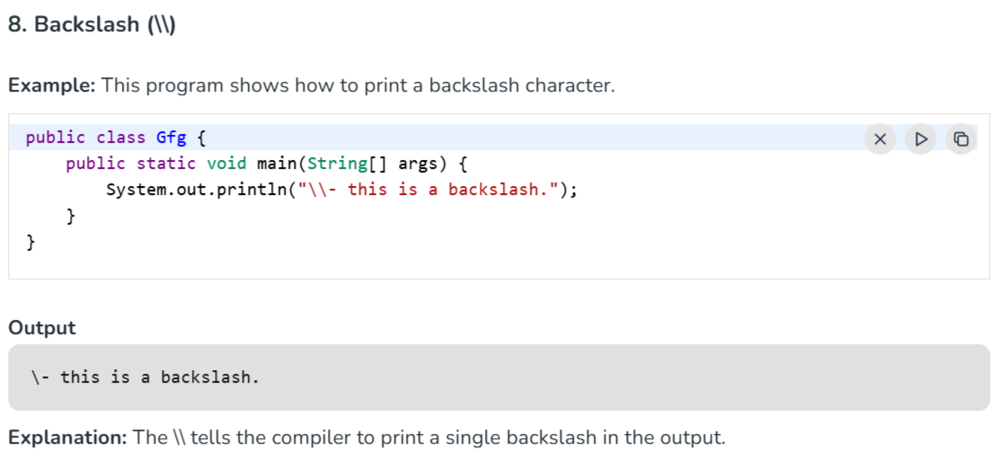 8. Backslash (\\)
Example: This program shows how to print a backslash character.
public class Gfg {
    public static void main(String[] args) {
        System.out.println("\\- this is a backslash.");
    }
}
Output
\- this is a backslash.
Explanation: The \\ tells the compiler to print a single backslash in the output.